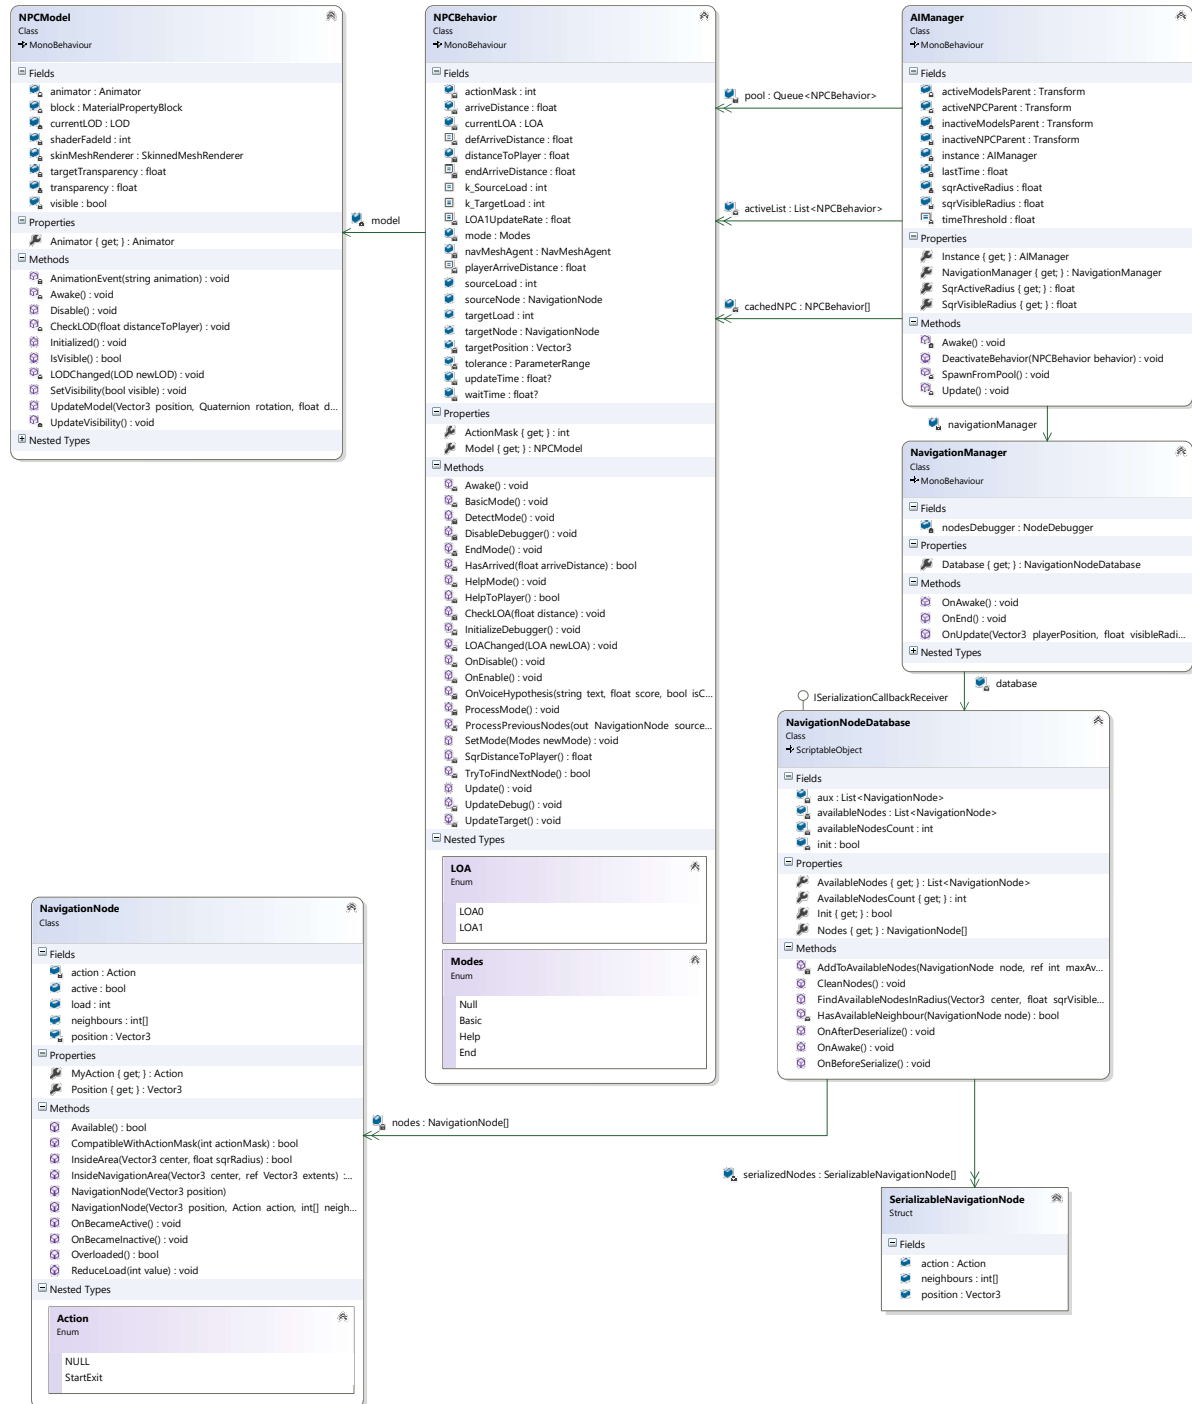 NPCModel
Class
MonoBehaviour
Fields
animator : Animator
block : MaterialPropertyBlock
currentLOD : LOD
shaderFadeId : int
skinMeshRenderer : SkinnedMeshRenderer
targetTransparency : float
transparency : float
visible : bool
Properties
Animator { get; } : Animator
Methods
AnimationEvent(string animation) : void
Awake() : void
Disable() : void
CheckLOD(float distanceToPlayer) : void
Initialized() : void
IsVisible() : bool
LODChanged(LOD newLOD) : void
SetVisibility(bool visible) : void
UpdateModel(Vector3 position, Quaternion rotation, float d...
UpdateVisibility() : void
Nested Types
model
NPCBehavior
Class
MonoBehaviour
Fields
actionMask : int
arriveDistance : float
currentLOA : LOA
defArriveDistance : float
distanceToPlayer : float
endArriveDistance : float
k_SourceLoad : int
k_TargetLoad : int
LOA1UpdateRate : float
mode : Modes
navMeshAgent : NavMeshAgent
playerArriveDistance : float
sourceLoad : int
sourceNode : NavigationNode
targetLoad : int
targetNode : NavigationNode
targetPosition : Vector3
tolerance : ParameterRange
updateTime : float?
waitTime : float?
Properties
ActionMask { get; } : int
Model { get; } : NPCModel
Methods
Awake() : void
BasicMode() : void
DetectMode() : void
DisableDebugger() : void
EndMode() : void
HasArrived(float arriveDistance) : bool
HelpMode() : void
HelpToPlayer() : bool
CheckLOA(float distance) : void
InitializeDebugger() : void
LOAChanged(LOA newLOA) : void
OnDisable() : void
OnEnable() : void
OnVoiceHypothesis(string text, float score, bool isC...
ProcessMode() : void
ProcessPreviousNodes(out NavigationNode source...
SetMode(Modes newMode) : void
SqrDistanceToPlayer() : float
TryToFindNextNode() : bool
Update() : void
UpdateDebug() : void
UpdateTarget() : void
Nested Types
LOA
Enum
LOA0
LOA1
Modes
Enum
Null
Basic
Help
End
pool : Queue<NPCBehavior>
activeList : List<NPCBehavior>
cachedNPC : NPCBehavior[]
AIManager
Class
MonoBehaviour
Fields
activeModelsParent : Transform
activeNPCParent : Transform
inactiveModelsParent : Transform
inactiveNPCParent : Transform
instance : AIManager
lastTime : float
sqrActiveRadius : float
sqrVisibleRadius : float
timeThreshold : float
Properties
Instance { get; } : AIManager
NavigationManager { get; } : NavigationManager
SqrActiveRadius { get; } : float
SqrVisibleRadius { get; } : float
Methods
Awake() : void
DeactivateBehavior(NPCBehavior behavior) : void
SpawnFromPool() : void
Update() : void
navigationManager
NavigationManager
Class
MonoBehaviour
Fields
nodesDebugger : NodeDebugger
Properties
Database { get; } : NavigationNodeDatabase
Methods
OnAwake() : void
OnEnd() : void
OnUpdate(Vector3 playerPosition, float visibleRadi...
Nested Types
database
ISerializationCallbackReceiver
NavigationNodeDatabase
Class
ScriptableObject
Fields
aux : List<NavigationNode>
availableNodes : List<NavigationNode>
availableNodesCount : int
init : bool
Properties
AvailableNodes { get; } : List<NavigationNode>
AvailableNodesCount { get; } : int
Init { get; } : bool
Nodes { get; } : NavigationNode[]
Methods
AddToAvailableNodes(NavigationNode node, ref int maxAv...
CleanNodes() : void
FindAvailableNodesInRadius(Vector3 center, float sqrVisible...
HasAvailableNeighbour(NavigationNode node) : bool
OnAfterDeserialize() : void
OnAwake() : void
OnBeforeSerialize() : void
nodes : NavigationNode[]
serializedNodes : SerializableNavigationNode[]
NavigationNode
Class
Fields
action : Action
active : bool
load : int
neighbours : int[]
position : Vector3
Properties
MyAction { get; } : Action
Position { get; } : Vector3
Methods
Available() : bool
CompatibleWithActionMask(int actionMask) : bool
InsideArea(Vector3 center, float sqrRadius) : bool
InsideNavigationArea(Vector3 center, ref Vector3 extents) :...
NavigationNode(Vector3 position)
NavigationNode(Vector3 position, Action action, int[] neigh...
OnBecameActive() : void
OnBecameInactive() : void
Overloaded() : bool
ReduceLoad(int value) : void
Nested Types
Action
Enum
NULL
StartExit
SerializableNavigationNode
Struct
Fields
action : Action
neighbours : int[]
position : Vector3